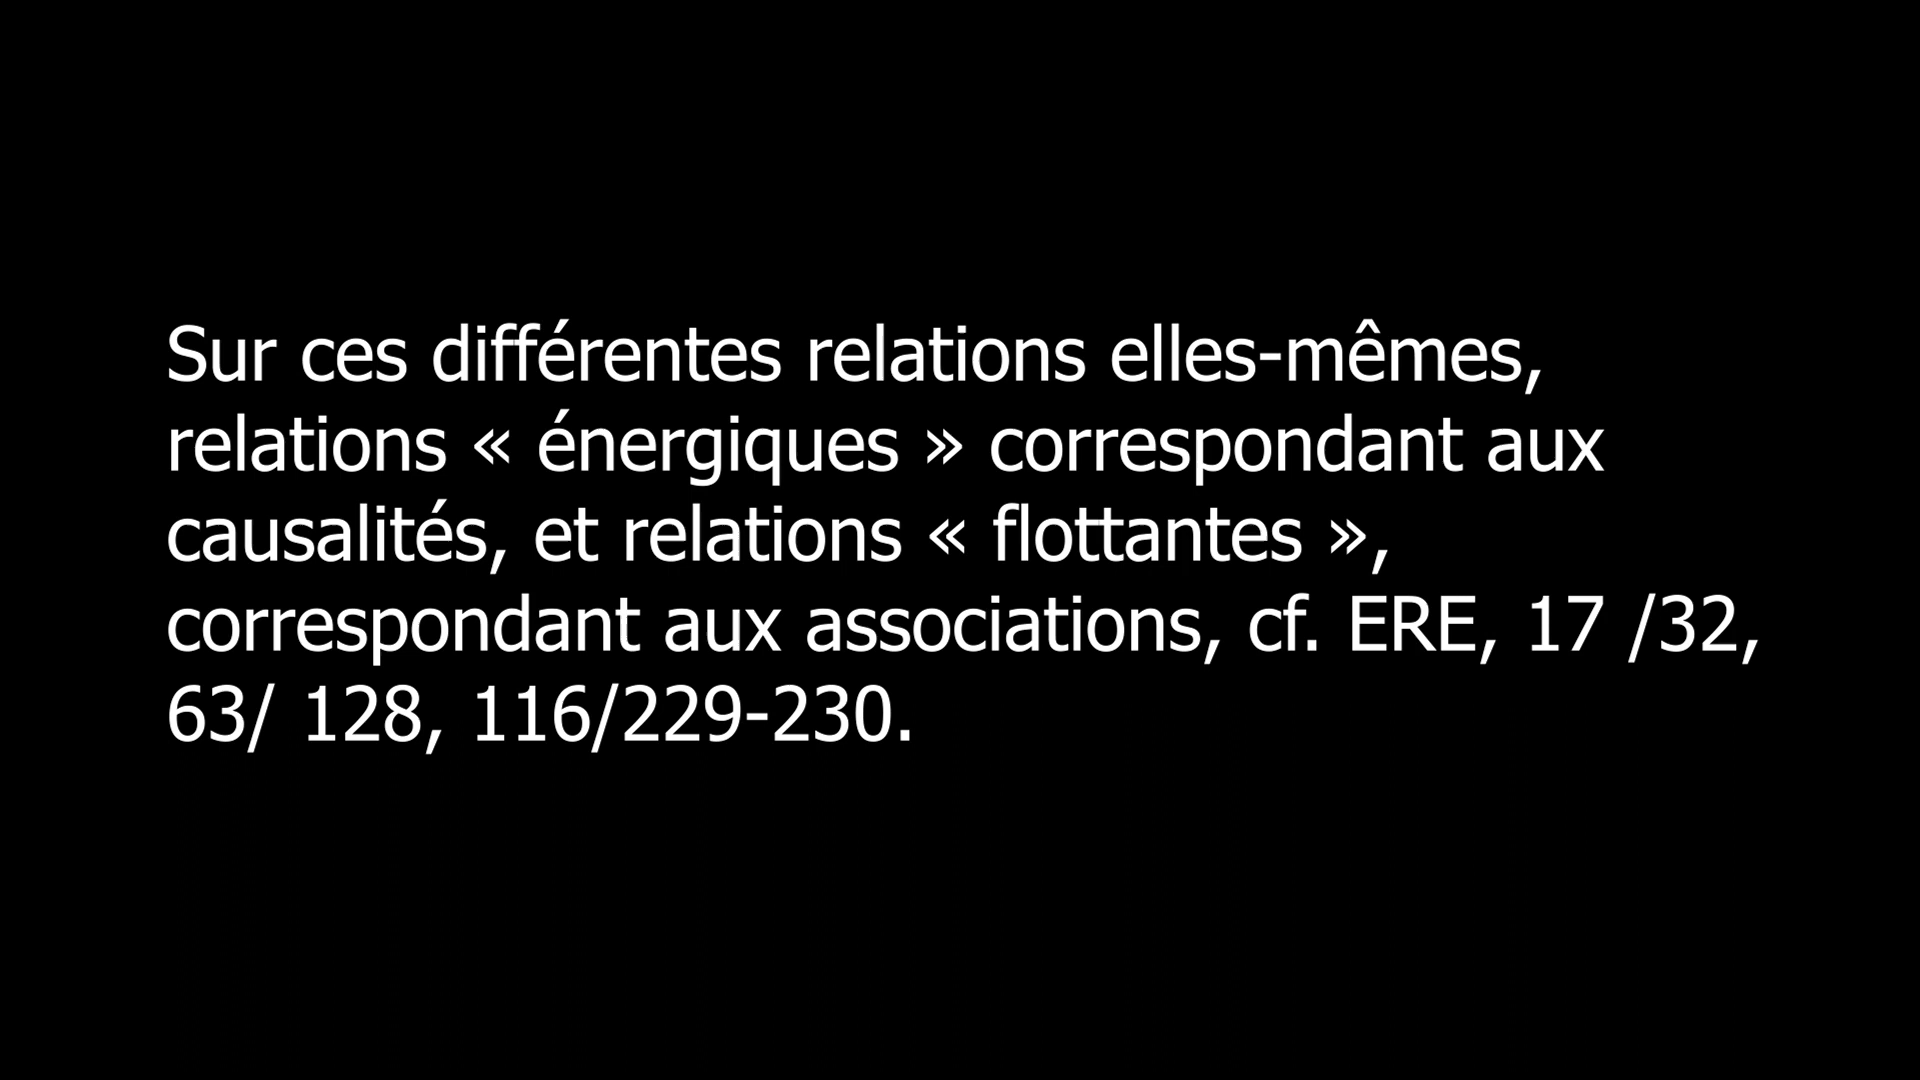 Sur ces différentes relations elles-mêmes,
relations « énergiques » correspondant aux
causalités, et relations « flottantes »,
correspondant aux associations, cf. ERE, 17 /32,
63/ 128, 116/229-230.